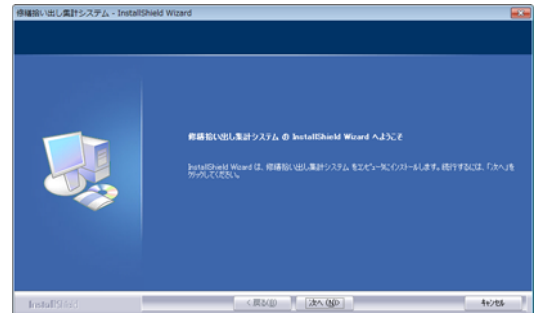 修繕拾い出し集計システム - InstallShield Wizard
修繕拾い出し集計システム の InstallShield Wizard へようこそ
InstallShield Wizard は、修繕拾い出し集計システム をコンピュータにインストールします。続行するには、「次へ」を
クリックしてください。
InstallShield
< 戻る(B)
次へ (N)>
キャンセル